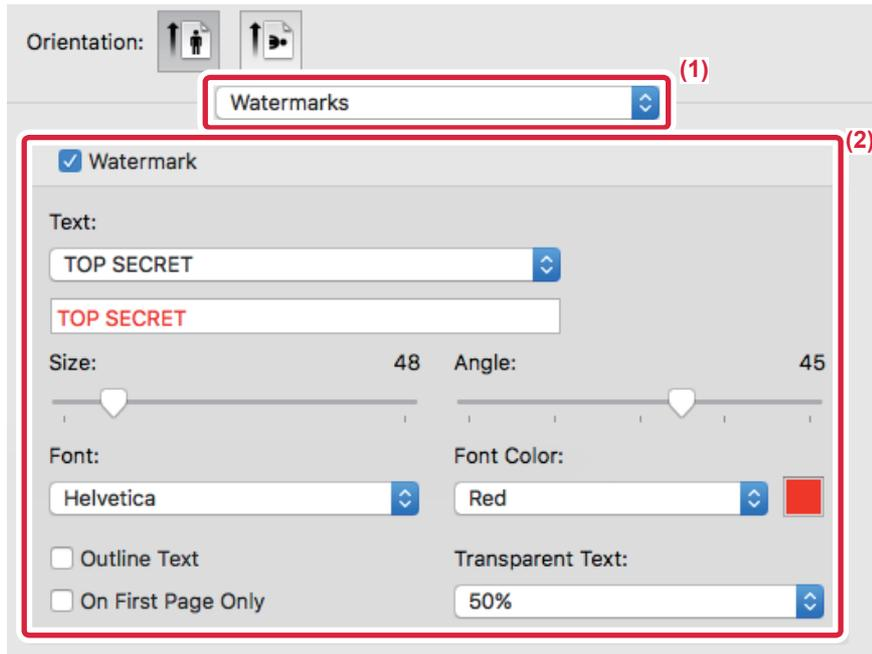 Orientation:
(1)
Watermarks
(2)
Watermark
Text:
TOP SECRET
TOP SECRET
Size: 48 Angle: 45
Font: Font Color:
Helvetica Red
Outline Text Transparent Text:
On First Page Only 50%